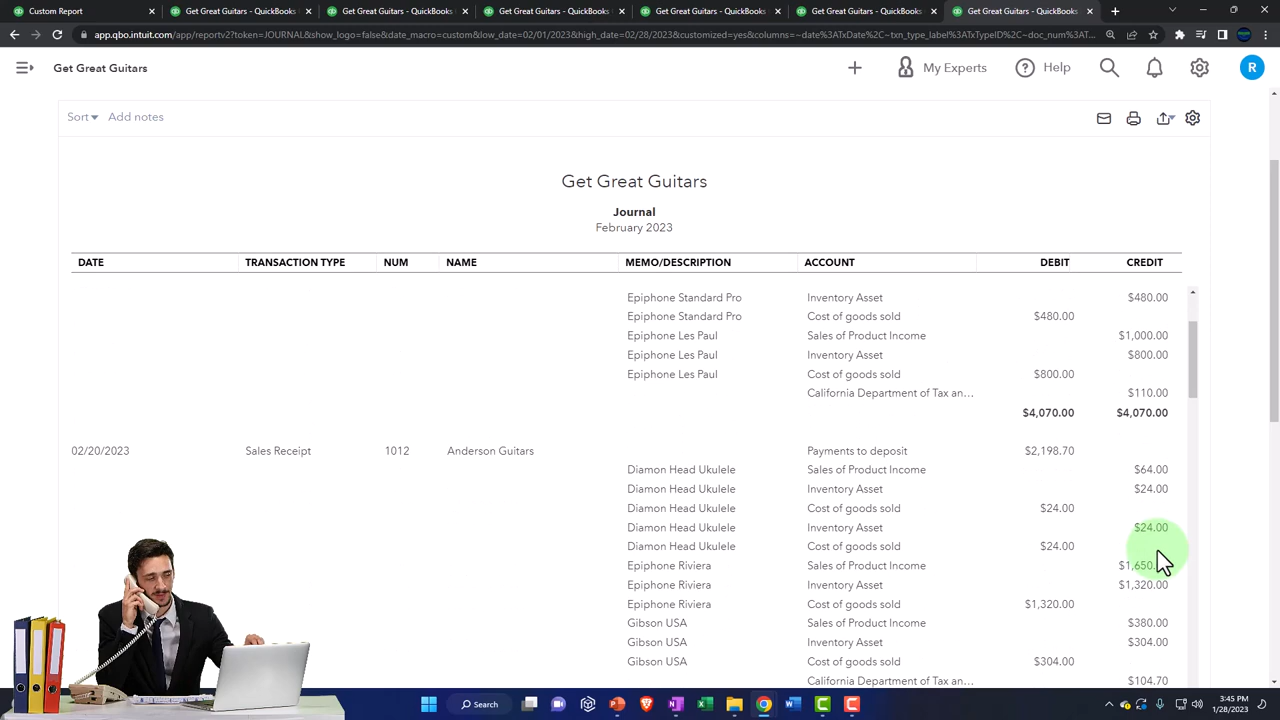 Get Great Guitars - QuickBooks
Get Great Guitars - QuickBooks
Get Great Guitars - QuickBooks
Get Great Guitars - QuickBooks
Get Great Guitars - QuickBooks
Get Great Guitars - QuickBooks
Get Great Guitars - QuickBooks
app.qbo.intuit.com/app/reportv2?token=JOURNAL&show_logo=false&date_macro=custom&low_date=02/01/2023&high_date=02/28/2023&customized=yes&columns=~date%3ATxDate%2C~txn_type_label%3ATxTypeID%2C~doc_num%3AT...
Get Great Guitars My Experts Help R
Sort Add notes
Get Great Guitars
Journal
February 2023
DATE TRANSACTION TYPE NUM NAME MEMO/DESCRIPTION ACCOUNT DEBIT CREDIT
Epiphone Standard Pro Inventory Asset $480.00
Epiphone Standard Pro Cost of goods sold $480.00
Epiphone Les Paul Sales of Product Income $1,000.00
Epiphone Les Paul Inventory Asset $800.00
Epiphone Les Paul Cost of goods sold $800.00
California Department of Tax an... $110.00
$4,070.00 $4,070.00
02/20/2023 Sales Receipt 1012 Anderson Guitars Payments to deposit $2,198.70
Diamon Head Ukulele Sales of Product Income $64.00
Diamon Head Ukulele Inventory Asset $24.00
Diamon Head Ukulele Cost of goods sold $24.00
Diamon Head Ukulele Inventory Asset $24.00
Diamon Head Ukulele Cost of goods sold $24.00
Epiphone Riviera Sales of Product Income
Epiphone Riviera Inventory Asset $1,320.00
Epiphone Riviera Cost of goods sold $1,320.00
Gibson USA Sales of Product Income $380.00
Gibson USA Inventory Asset $304.00
Gibson USA Cost of goods sold $304.00
California Department of Tax an... $104.70
Search
3:45 PM
1/28/2023